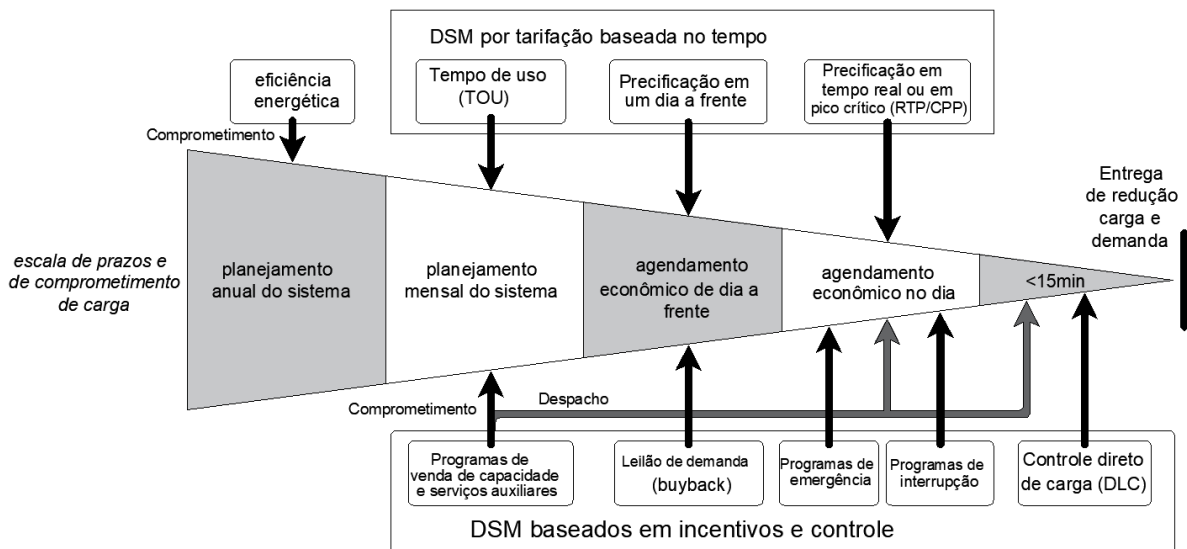 DSM por tarifação baseada no tempo
eficiência
energética
Tempo de uso
(TOU)
Precificação em
um dia a frente
Precificação em
tempo real ou em
pico crítico (RTP/CPP)
Comprometimento
Entrega
de redução
carga e
demanda
escala de prazos e
de comprometimento
de carga
planejamento
anual do sistema
planejamento
mensal do sistema
agendamento
econômico de dia a
frente
agendamento
econômico no dia
<15min
Comprometimento
Despacho
Programas de
venda de capacidade
e serviços auxiliares
Leilão de demanda
(buyback)
Programas de
emergência
Programas de
interrupção
Controle direto
de carga (DLC)
DSM baseados em incentivos e controle